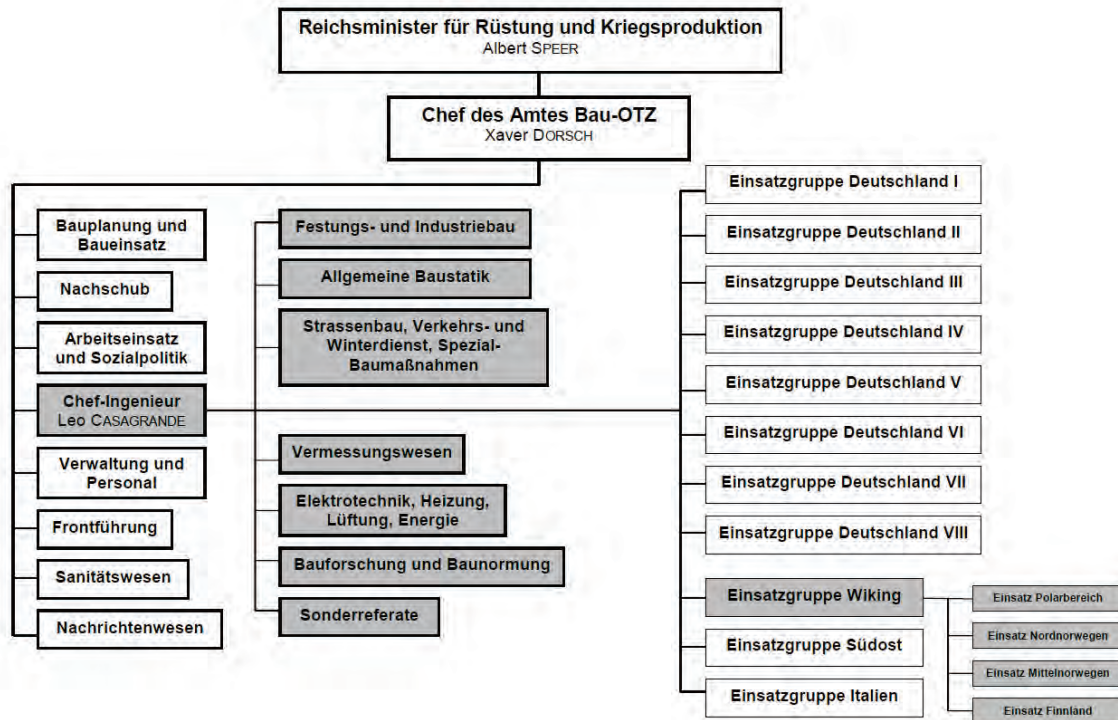 Reichsminister für Rüstung und Kriegsproduktion
Albert SPEER
Chef des Amtes Bau-OTZ
Xaver DORSCH
Bauplanung und
Baueinsatz
Nachschub
Arbeitseinsatz
und Sozialpolitik
Chef-Ingenieur
Leo CASAGRANDE
Verwaltung und
Personal
Frontführung
Sanitätswesen
Nachrichtenwesen
Festungs- und Industriebau
Allgemeine Baustatik
Strassenbau, Verkehrs- und
Winterdienst, Spezial-
Baumaßnahmen
Vermessungswesen
Elektrotechnik, Heizung,
Lüftung, Energie
Bauforschung und Baunormung
Sonderreferate
Einsatzgruppe Deutschland I
Einsatzgruppe Deutschland II
Einsatzgruppe Deutschland III
Einsatzgruppe Deutschland IV
Einsatzgruppe Deutschland V
Einsatzgruppe Deutschland VI
Einsatzgruppe Deutschland VII
Einsatzgruppe Deutschland VIII
Einsatzgruppe Wiking
Einsatzgruppe Südost
Einsatzgruppe Italien
Einsatz Polarbereich
Einsatz Nordnorwegen
Einsatz Mittelnorwegen
Einsatz Finnland